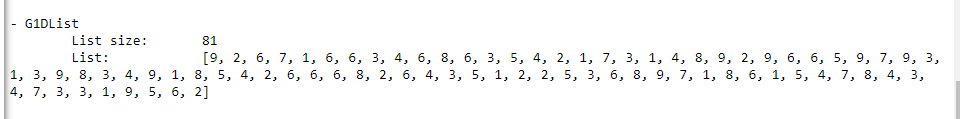 - G1DList
List size: 81
List: [9, 2, 6, 7, 1, 6, 6, 3, 4, 6, 8, 6, 3, 5, 4, 2, 1, 7, 3, 1, 4, 8, 9, 2, 9, 6, 6, 5, 9, 7, 9, 3,
1, 3, 9, 8, 3, 4, 9, 1, 8, 5, 4, 2, 6, 6, 6, 8, 2, 6, 4, 3, 5, 1, 2, 2, 5, 3, 6, 8, 9, 7, 1, 8, 6, 1, 5, 4, 7, 8, 4, 3,
4, 7, 3, 3, 1, 9, 5, 6, 2]